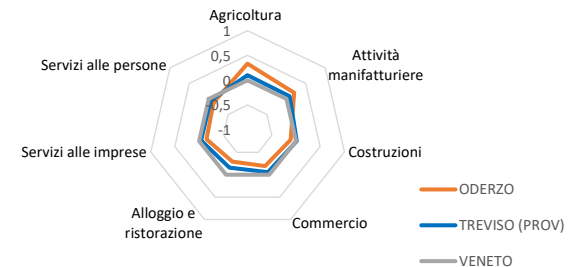 Agricoltura
1
0,5
0
-0,5
-1
Attività
manifatturiere
Costruzioni
Commercio
Alloggio e
ristorazione
Servizi alle imprese
Servizi alle persone
ODERZO
TREVISO (PROV)
VENETO